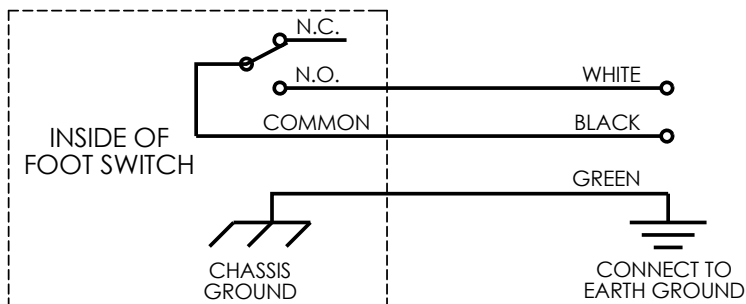 N.C.
N.O.
WHITE
COMMON
BLACK
INSIDE OF
FOOT SWITCH
GREEN
CHASSIS
GROUND
CONNECT TO
EARTH GROUND